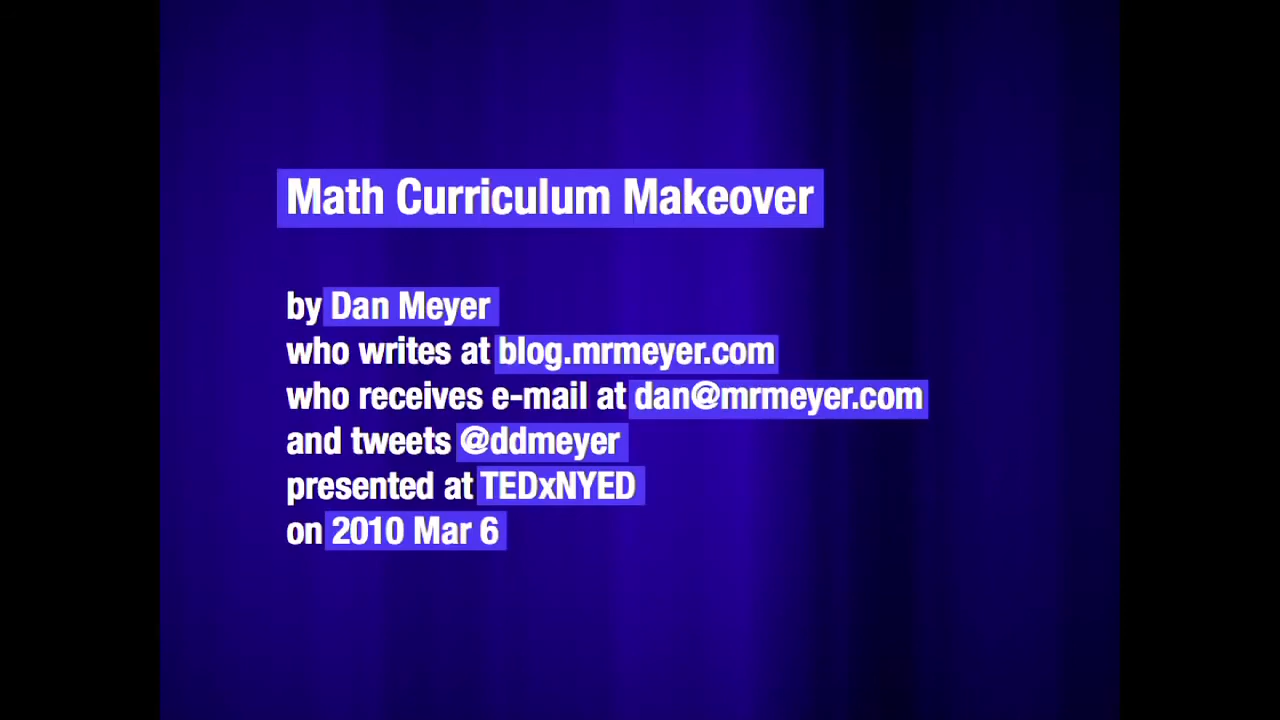 Math Curriculum Makeover
by Dan Meyer
who writes at blog.mrmeyer.com
who receives e-mail at dan@mrmeyer.com
and tweets @ddmeyer
presented at TEDxNYED
on 2010 Mar 6